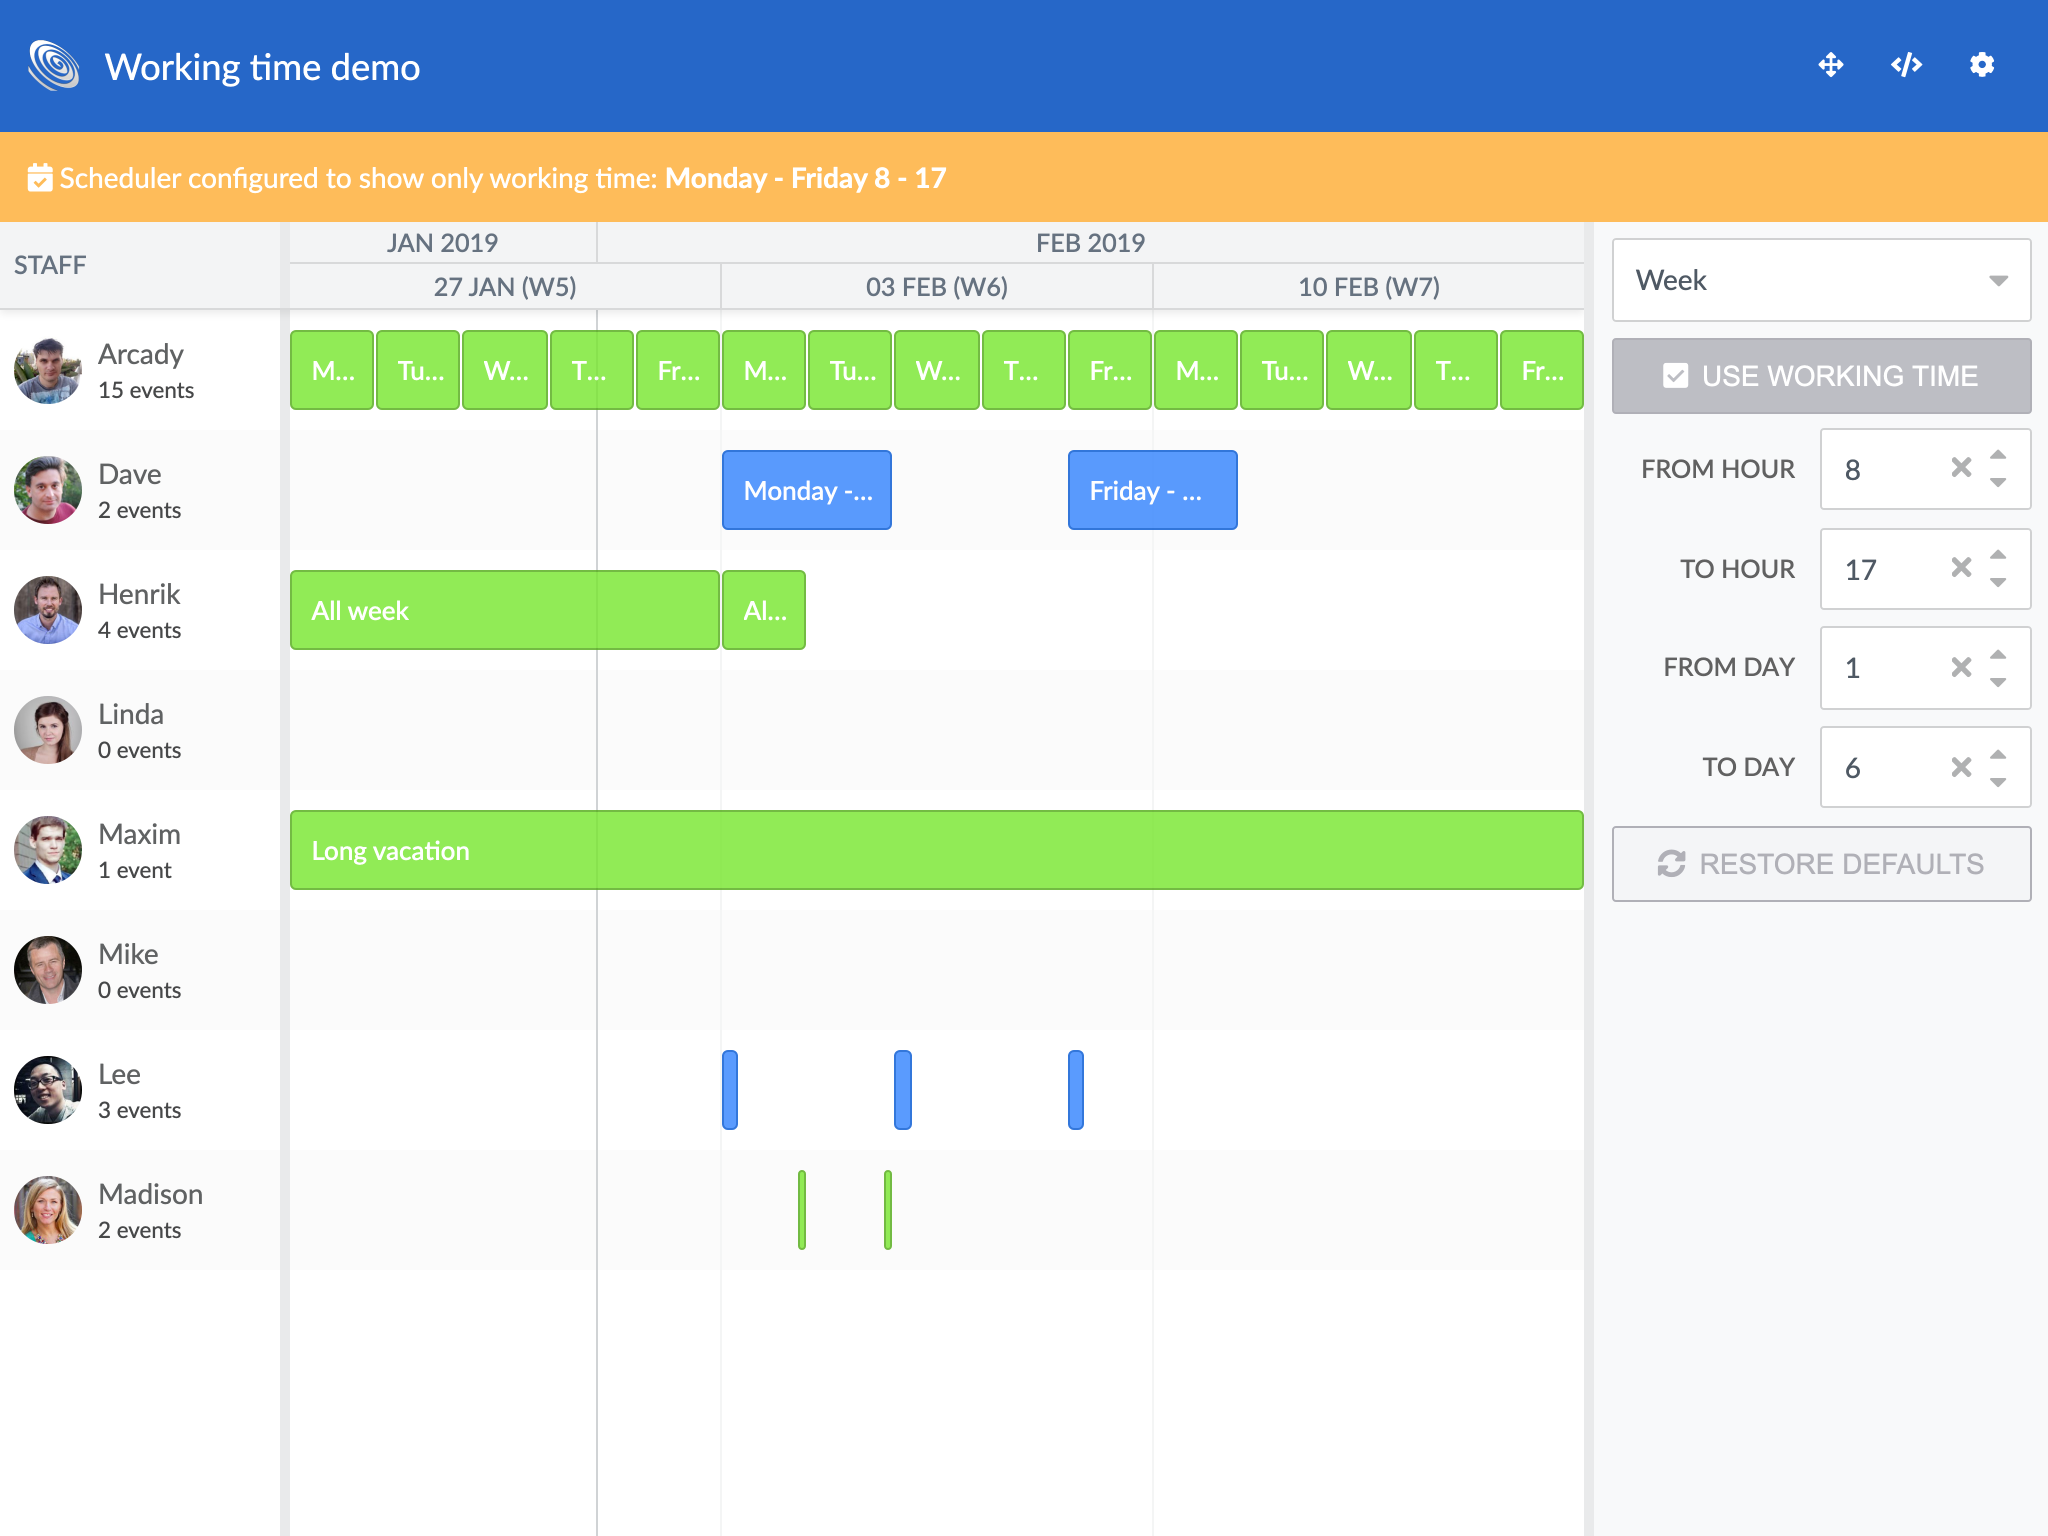 Working time demo
Scheduler configured to show only working time: Monday - Friday 8 - 17
STAFF
JAN 2019
FEB 2019
27 JAN (W5)
03 FEB (W6)
10 FEB (W7)
Arcady
15 events
M...
Tu...
W...
T...
Fr...
M...
Tu...
W...
T...
Fr...
M...
Tu...
W...
T...
Fr...
Dave
2 events
Monday -...
Friday - ...
Henrik
4 events
All week
Al...
Linda
0 events
Maxim
1 event
Long vacation
Mike
0 events
Lee
3 events
Madison
2 events
Week
USE WORKING TIME
FROM HOUR 8
TO HOUR 17
FROM DAY 1
TO DAY 6
RESTORE DEFAULTS